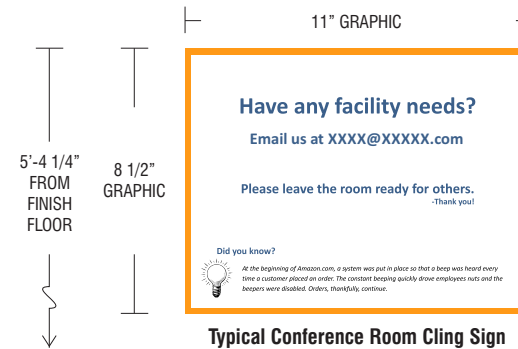 11” GRAPHIC
5’-4 1/4”
FROM
FINISH
FLOOR
8 1/2”
GRAPHIC
Have any facility needs?
Email us at XXXX@XXXXX.com
Please leave the room ready for others.
-Thank you!
Did you know?
At the beginning of Amazon.com, a system was put in place so that a beep was heard every
time a customer placed an order. The constant beeping quickly drove employees nuts and the
beepers were disabled. Orders, thankfully, continue.
Typical Conference Room Cling Sign